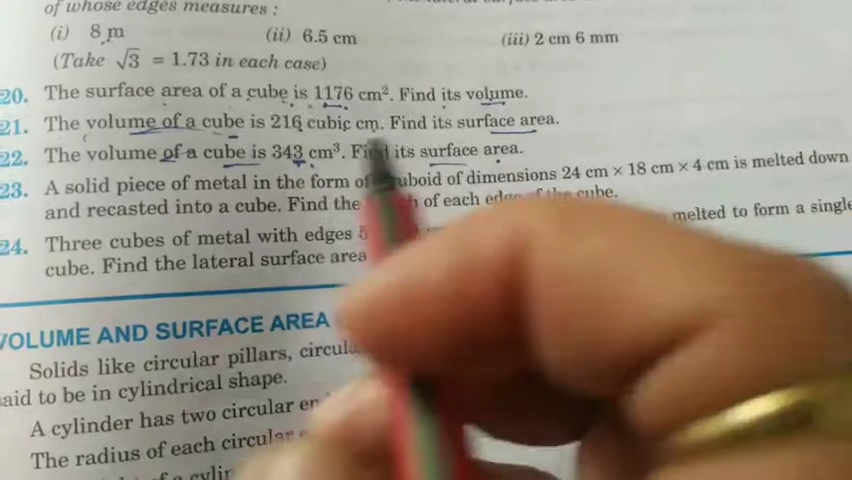 of whose edges measures :
(i) 8 m (ii) 6.5 cm (iii) 2 cm 6 mm
(Take √3 = 1.73 in each case)
20. The surface area of a cube is 1176 cm². Find its volume.
21. The volume of a cube is 216 cubic cm. Find its surface area.
22. The volume of a cube is 343 cm³. Find its surface area.
23. A solid piece of metal in the form of cuboid of dimensions 24 cm × 18 cm × 4 cm is melted down
and recasted into a cube. Find the of each edge of the cube.
24. Three cubes of metal with edges 5 melted to form a single
cube. Find the lateral surface area
VOLUME AND SURFACE AREA
Solids like circular pillars, circular
said to be in cylindrical shape.
A cylinder has two circular
The radius of each circular